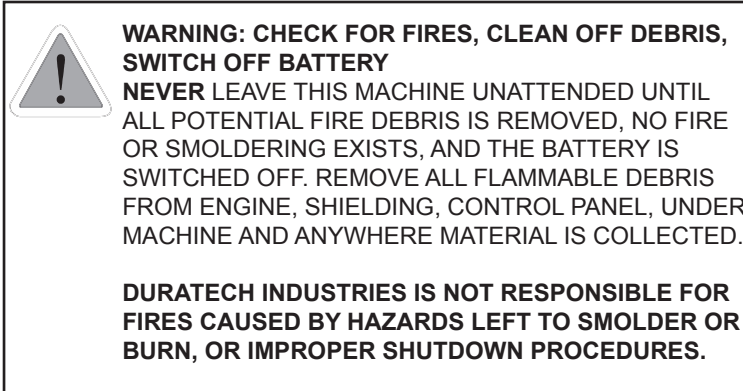 WARNING: CHECK FOR FIRES, CLEAN OFF DEBRIS,
SWITCH OFF BATTERY
NEVER LEAVE THIS MACHINE UNATTENDED UNTIL
ALL POTENTIAL FIRE DEBRIS IS REMOVED, NO FIRE
OR SMOLDERING EXISTS, AND THE BATTERY IS
SWITCHED OFF. REMOVE ALL FLAMMABLE DEBRIS
FROM ENGINE, SHIELDING, CONTROL PANEL, UNDER
MACHINE AND ANYWHERE MATERIAL IS COLLECTED.
DURATECH INDUSTRIES IS NOT RESPONSIBLE FOR
FIRES CAUSED BY HAZARDS LEFT TO SMOLDER OR
BURN, OR IMPROPER SHUTDOWN PROCEDURES.